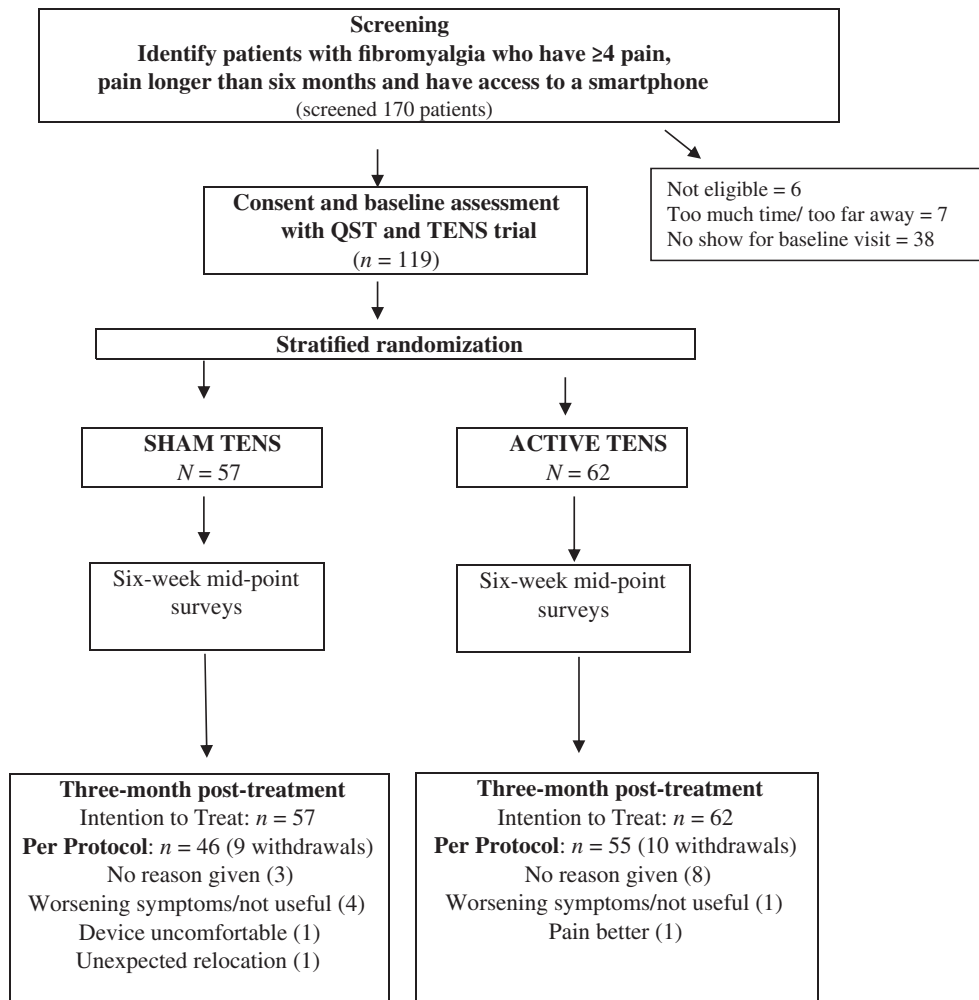 Screening
Identify patients with fibromyalgia who have ≥4 pain,
pain longer than six months and have access to a smartphone
(screened 170 patients)
Not eligible = 6
Too much time/ too far away = 7
No show for baseline visit = 38
Consent and baseline assessment
with QST and TENS trial
(n = 119)
Stratified randomization
SHAM TENS
N = 57
ACTIVE TENS
N = 62
Six-week mid-point
surveys
Six-week mid-point
surveys
Three-month post-treatment
Intention to Treat: n = 57
Per Protocol: n = 46 (9 withdrawals)
No reason given (3)
Worsening symptoms/not useful (4)
Device uncomfortable (1)
Unexpected relocation (1)
Three-month post-treatment
Intention to Treat: n = 62
Per Protocol: n = 55 (10 withdrawals)
No reason given (8)
Worsening symptoms/not useful (1)
Pain better (1)